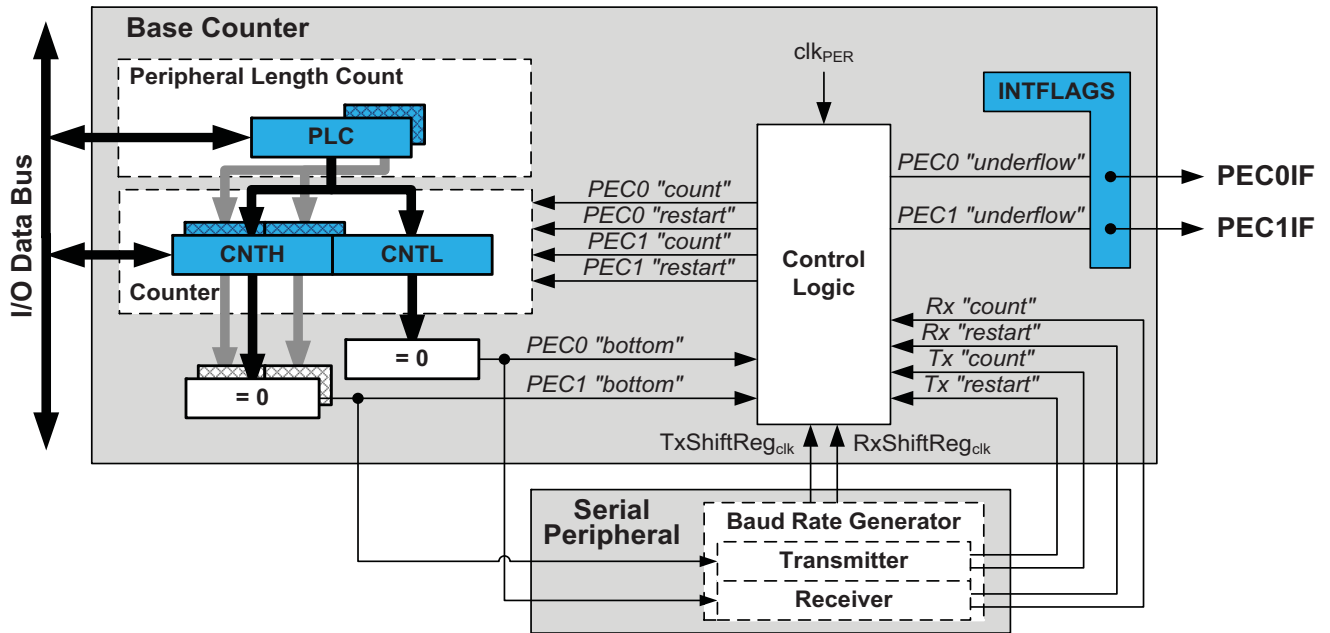 Base Counter
Peripheral Length Count
PLC
I/O Data Bus
CNTH
CNTL
Counter
= 0
= 0
clkPER
Control
Logic
INTFLAGS
PEC0 "count"
PEC0 "restart"
PEC1 "count"
PEC1 "restart"
PEC0 "bottom"
PEC1 "bottom"
PEC0 "underflow"
PEC1 "underflow"
PEC0IF
PEC1IF
Rx "count"
Rx "restart"
Tx "count"
Tx "restart"
TxShiftRegclk
RxShiftRegclk
Serial
Peripheral
Baud Rate Generator
Transmitter
Receiver